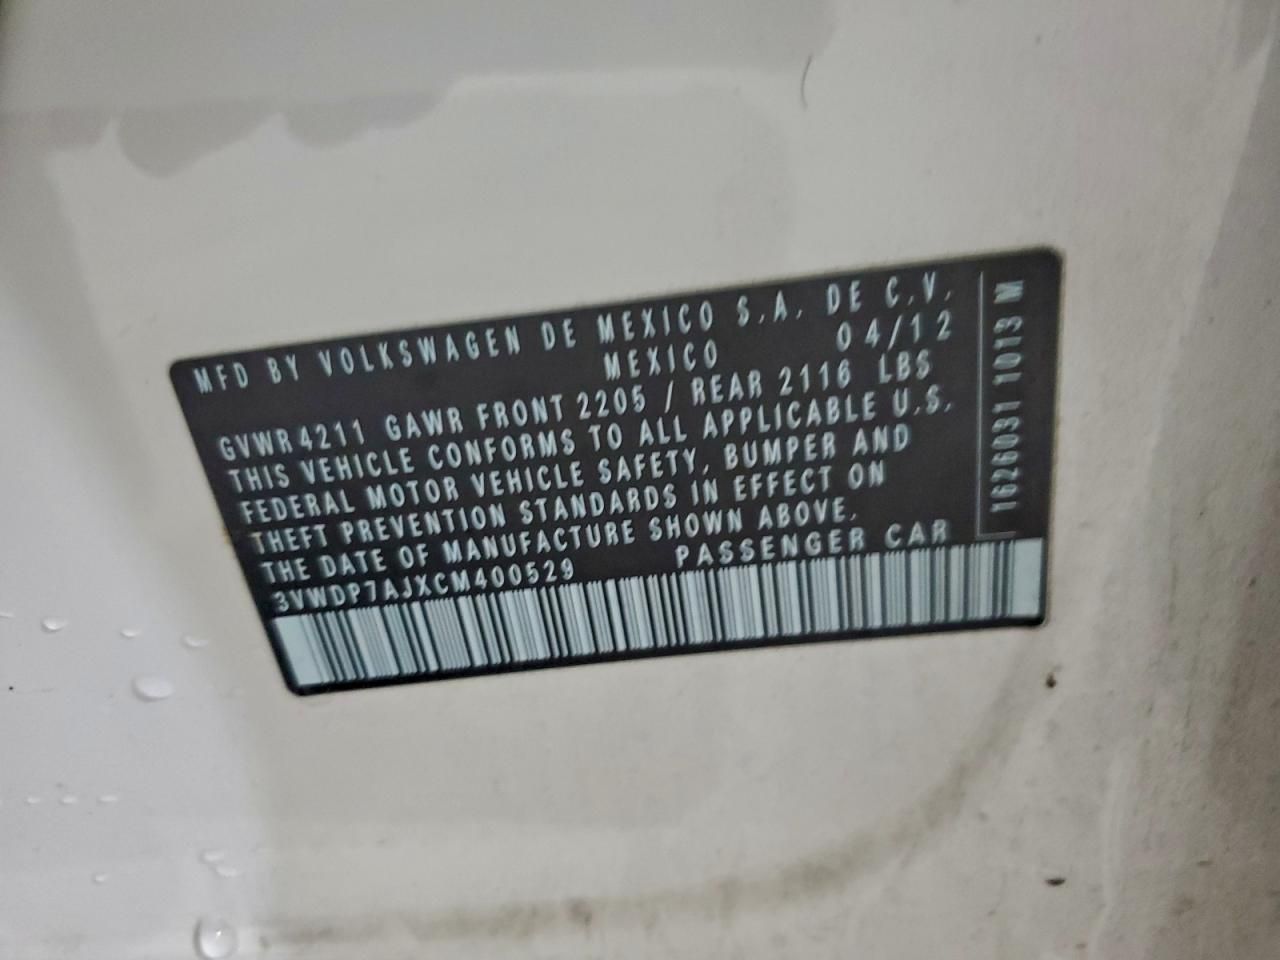 MFD BY VOLKSWAGEN DE MEXICO S.A. DE C.V.
MEXICO 04/12
GVWR 4211 GAWR FRONT 2205 / REAR 2116 LBS
THIS VEHICLE CONFORMS TO ALL APPLICABLE U.S.
FEDERAL MOTOR VEHICLE SAFETY, BUMPER AND
THEFT PREVENTION STANDARDS IN EFFECT ON
THE DATE OF MANUFACTURE SHOWN ABOVE.
3VWDP7AJXCM400529 PASSENGER CAR
1626031 1013 M